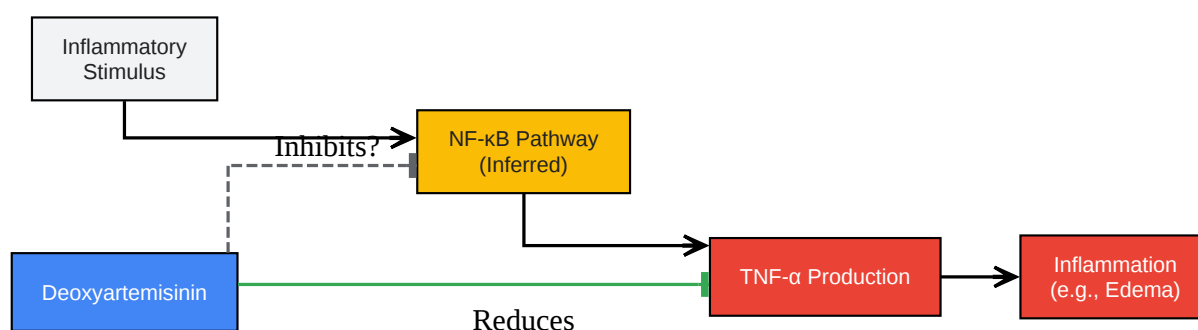 Inflammatory
Stimulus
Inhibits?
NF-κB Pathway
(Inferred)
Deoxyartemisinin
Reduces
TNF-α Production
Inflammation
(e.g., Edema)